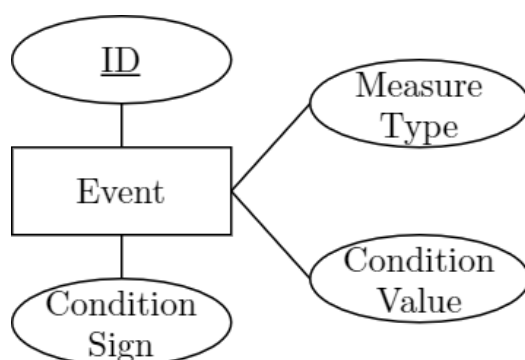 ID
Measure
Type
Event
Condition
Value
Condition
Sign